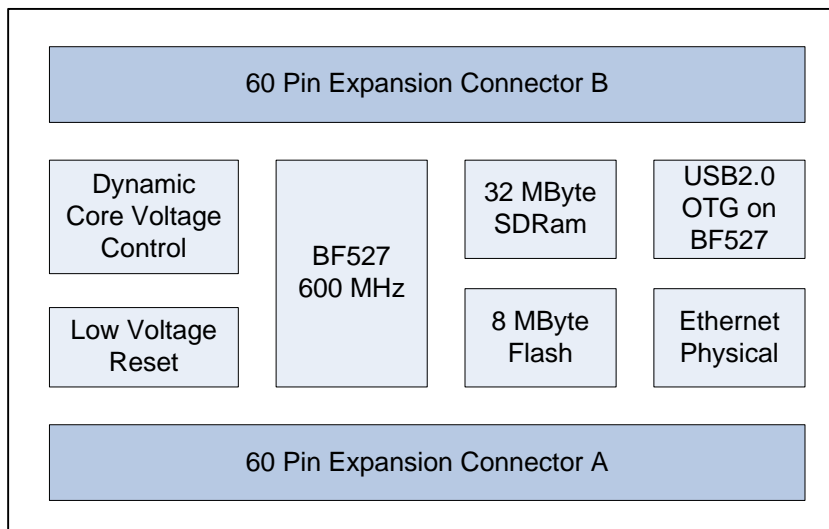 60 Pin Expansion Connector B
Dynamic
Core Voltage
Control
BF527
600 MHz
32 MByte
SDRam
USB2.0
OTG on
BF527
Low Voltage
Reset
8 MByte
Flash
Ethernet
Physical
60 Pin Expansion Connector A